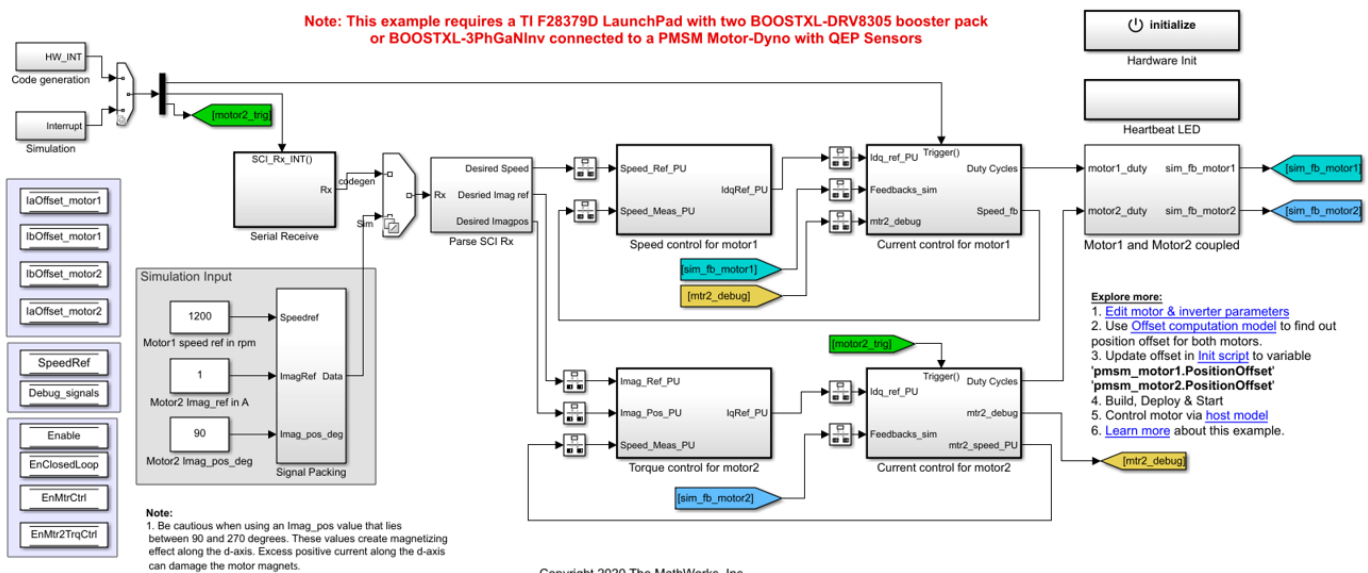 Note: This example requires a TI F28379D LaunchPad with two BOOSTXL-DRV8305 booster pack
or BOOSTXL-3PhGaNInv connected to a PMSM Motor-Dyno with QEP Sensors
initialize
Hardware Init
Heartbeat LED
HW_INT
Code generation
Interrupt
Simulation
[motor2_trig]
SCI_Rx_INT()
Rx
Serial Receive
codegen
Sim
Rx
Desired Speed
Desried Imag ref
Desired Imagpos
Parse SCI Rx
Speed_Ref_PU
Speed_Meas_PU
IdqRef_PU
Speed control for motor1
Idq_ref_PU
Trigger()
Duty Cycles
Feedbacks_sim
mtr2_debug
Speed_fb
Current control for motor1
motor1_duty
sim_fb_motor1
motor2_duty
sim_fb_motor2
Motor1 and Motor2 coupled
[sim_fb_motor1]
[sim_fb_motor2]
IaOffset_motor1
IbOffset_motor1
IbOffset_motor2
IaOffset_motor2
SpeedRef
Debug_signals
Enable
EnClosedLoop
EnMtrCtrl
EnMtr2TrqCtrl
Simulation Input
1200
Motor1 speed ref in rpm
1
Motor2 Imag_ref in A
90
Motor2 Imag_pos_deg
Speedref
ImagRef Data
Imag_pos_deg
Signal Packing
[sim_fb_motor1]
[mtr2_debug]
[motor2_trig]
Imag_Ref_PU
Imag_Pos_PU
Speed_Meas_PU
IqRef_PU
Torque control for motor2
Idq_ref_PU
Trigger()
Duty Cycles
mtr2_debug
Feedbacks_sim
mtr2_speed_PU
Current control for motor2
[sim_fb_motor2]
[mtr2_debug]
Explore more:
1. Edit motor & inverter parameters
2. Use Offset computation model to find out
position offset for both motors.
3. Update offset in Init script to variable
'pmsm_motor1.PositionOffset'
'pmsm_motor2.PositionOffset'
4. Build, Deploy & Start
5. Control motor via host model
6. Learn more about this example.
Note:
1. Be cautious when using an Imag_pos value that lies
between 90 and 270 degrees. These values create magnetizing
effect along the d-axis. Excess positive current along the d-axis
can damage the motor magnets.
Copyright 2020 The MathWorks, Inc.